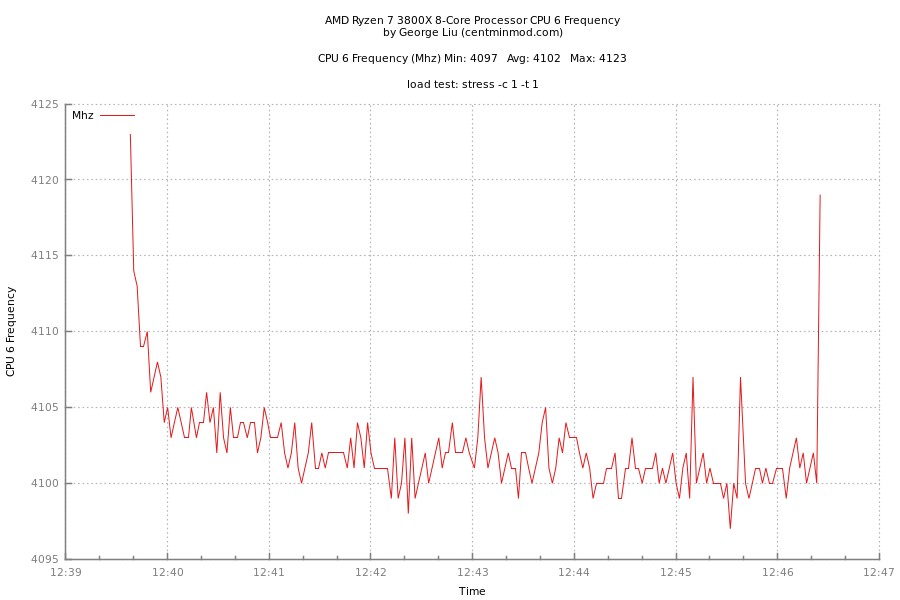 AMD Ryzen 7 3800X 8-Core Processor CPU 6 Frequency
by George Liu (centminmod.com)
CPU 6 Frequency (Mhz) Min: 4097 Avg: 4102 Max: 4123
load test: stress -c 1 -t 1
Mhz
4125
4120
4115
4110
4105
4100
4095
CPU 6 Frequency
12:39 12:40 12:41 12:42 12:43 12:44 12:45 12:46 12:47
Time